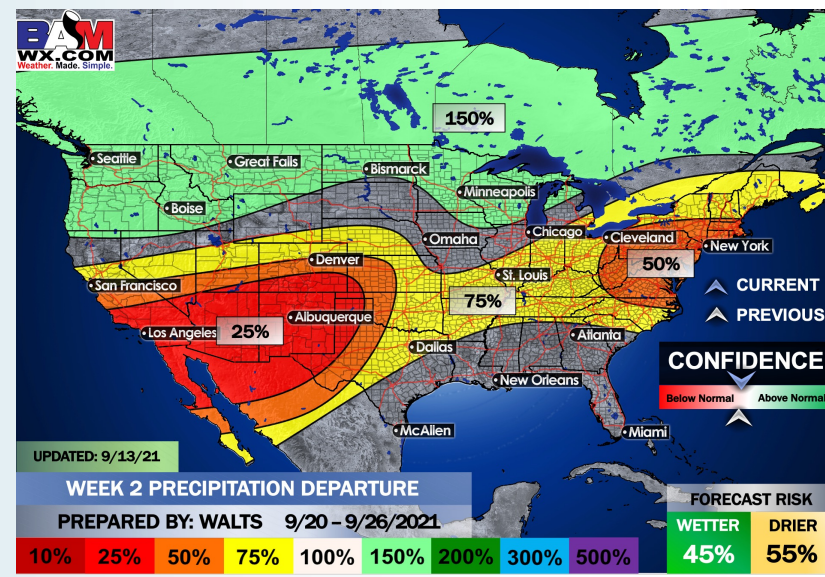 BAM
WX.COM
Weather. Made. Simple.
150%
Seattle
Great Falls
Bismarck
Minneapolis
Boise
Omaha
Chicago
Cleveland
New York
Denver
50%
St. Louis
San Francisco
CURRENT
75%
Albuquerque
PREVIOUS
Los Angeles
25%
Atlanta
Dallas
CONFIDENCE
New Orleans
Below Normal
Above Normal
McAllen
Miami
UPDATED: 9/13/21
WEEK 2 PRECIPITATION DEPARTURE
PREPARED BY: WALTS 9/20 – 9/26/2021
FORECAST RISK
WETTER
DRIER
45%
55%
10% 25% 50% 75% 100% 150% 200% 300% 500%